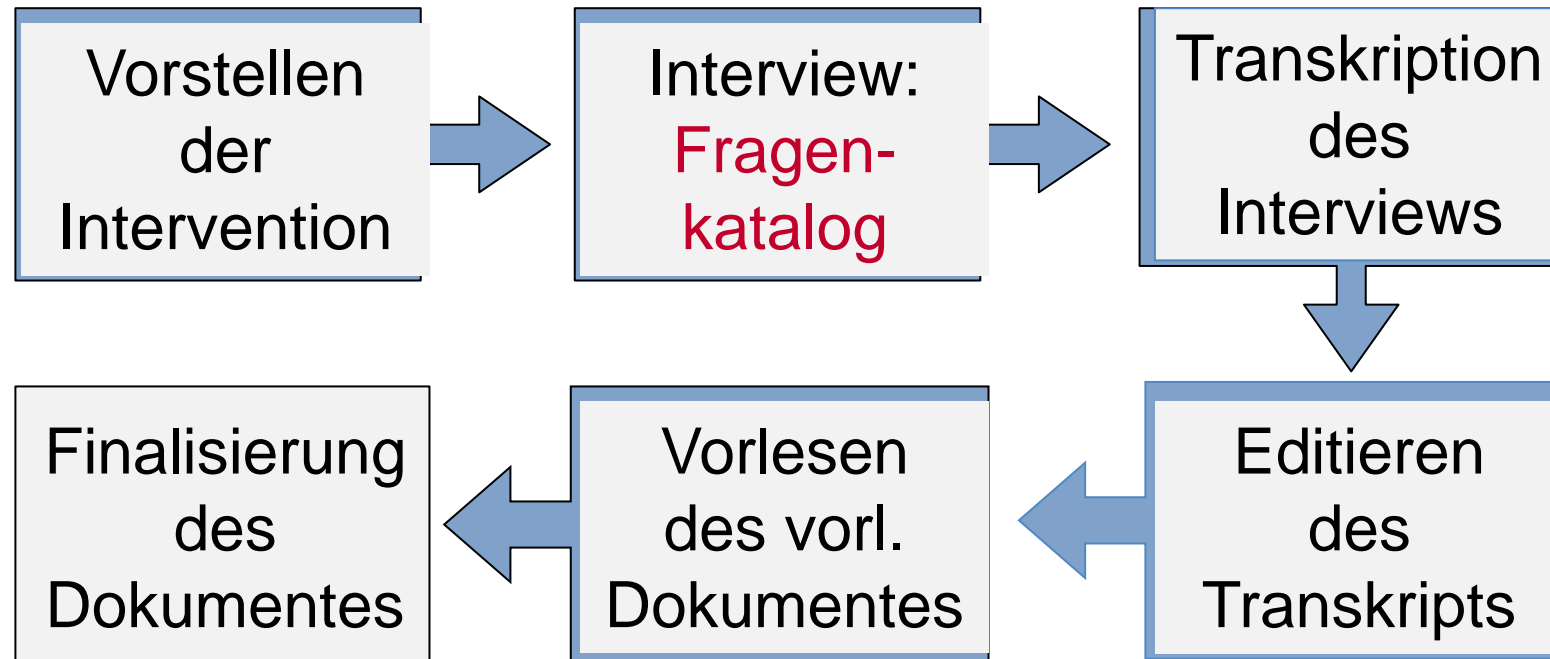 Vorstellen
der
Intervention
Interview:
Fragen-
katalog
Transkription
des
Interviews
Editieren
des
Transkripts
Vorlesen
des vorl.
Dokumentes
Finalisierung
des
Dokumentes